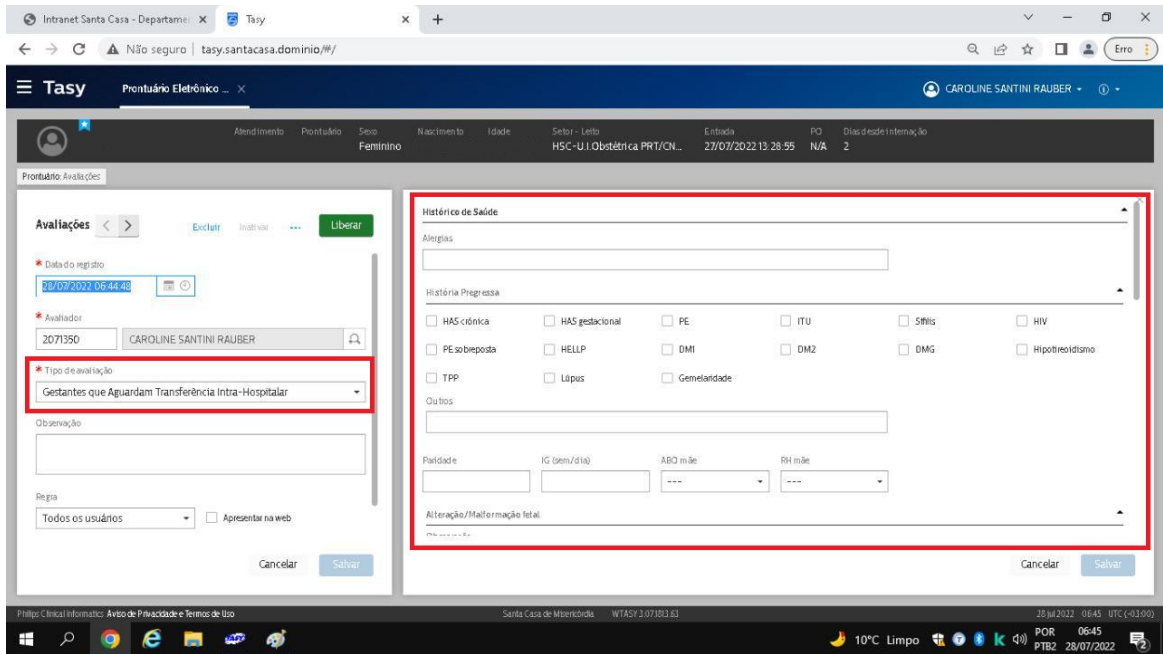 Intranet Santa Casa - Departamen
Tasy
Não seguro | tasy.santacasa.dominio/#/
Erro
Tasy
Prontuário Eletrônico ...
CAROLINE SANTINI RAUBER
Atendimento Prontuário Sexo Nascimento Idade Setor - Leito Entrada PO Dias desde internação
Feminino HSC-U.I.Obstétrica PRT/CN... 27/07/2022 13:28:55 N/A 2
Prontuário: Avaliações
Avaliações Excluir Inativar ... Liberar
* Data do registro
28/07/2022 06:44:48
* Avaliador
2071350 CAROLINE SANTINI RAUBER
* Tipo de avaliação
Gestantes que Aguardam Transferência Intra-Hospitalar
Observação
Regra
Todos os usuários Apresentar na web
Cancelar Salvar
Histórico de Saúde
Alergias
História Pregressa
HAS crônica HAS gestacional PE ITU Sífilis HIV
PE sobreposta HELLP DM1 DM2 DMG Hipotireoidismo
TPP Lúpus Gemelaridade
Outros
Paridade IG (sem/dia) ABO mãe RH mãe
--- ---
Alteração/Malformação fetal
Observação
Cancelar Salvar
Philips Clinical Informatics Aviso de Privacidade e Termos de Uso Santa Casa de Misericórdia WTASY 3.07.1813.63 28 jul 2022 06:45 UTC (-03:00)
10°C Limpo POR 06:45
PTB2 28/07/2022